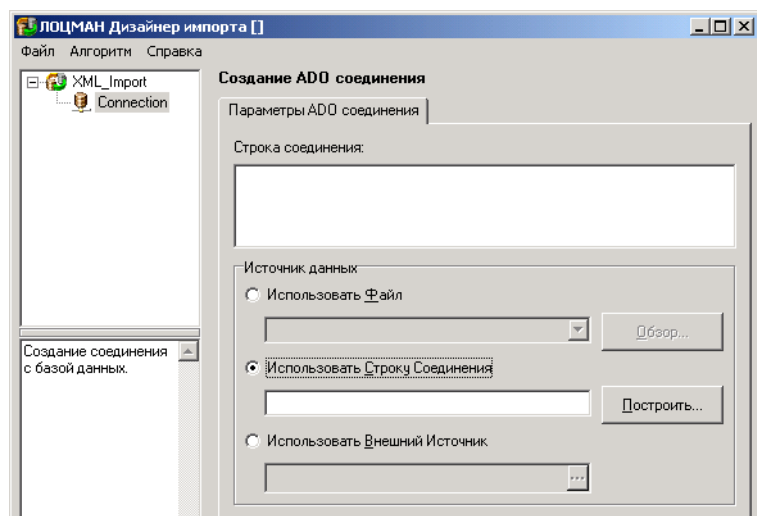 ЛОЦМАН Дизайнер импорта []
Файл Алгоритм Справка
XML_Import
Connection
Создание ADO соединения
Параметры ADO соединения
Строка соединения:
Источник данных
Использовать Файл
Обзор...
Создание соединения
с базой данных.
Использовать Строку Соединения
Построить...
Использовать Внешний Источник
...